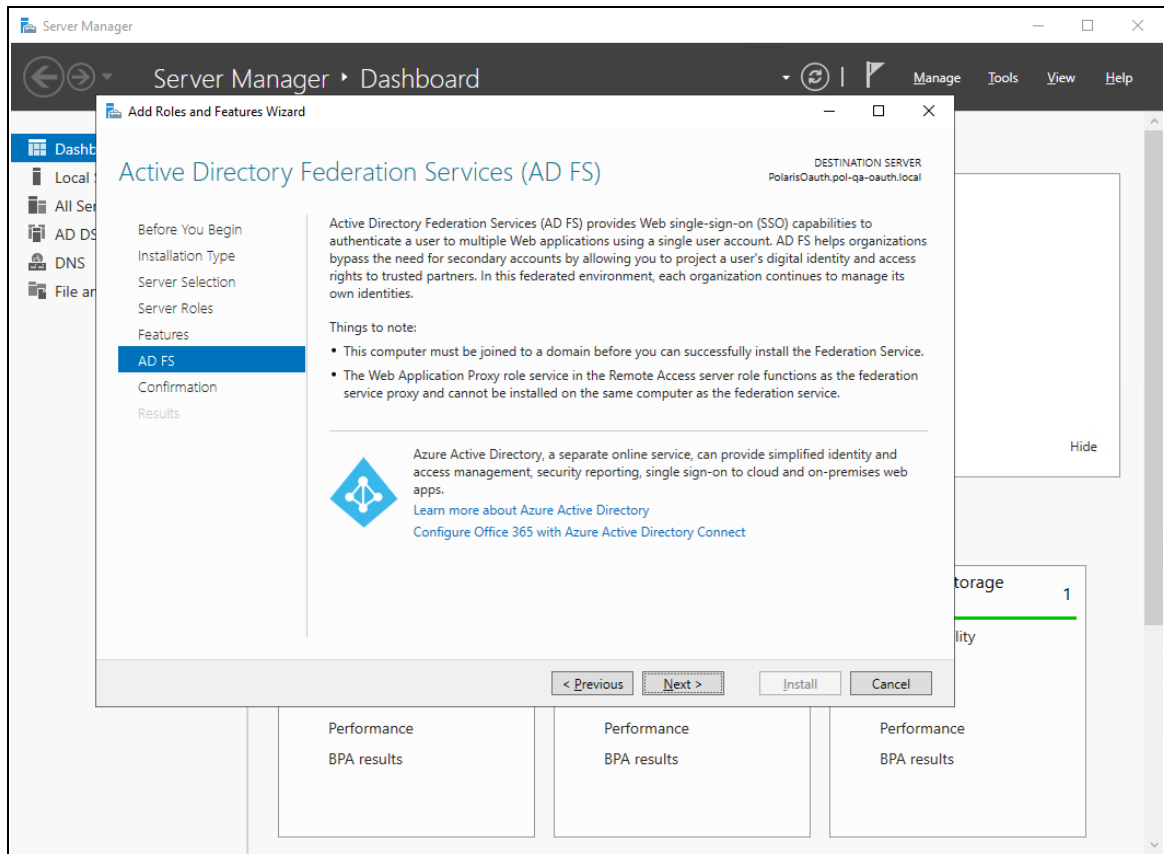 Server Manager
Server Manager • Dashboard
Manage
Tools
View
Help
Add Roles and Features Wizard
Dashb
Local
All Ser
AD DS
DNS
File an
Active Directory Federation Services (AD FS)
DESTINATION SERVER
PolarisOauth.pol-qa-oauth.local
Before You Begin
Installation Type
Server Selection
Server Roles
Features
AD FS
Confirmation
Results
Active Directory Federation Services (AD FS) provides Web single-sign-on (SSO) capabilities to
authenticate a user to multiple Web applications using a single user account. AD FS helps organizations
bypass the need for secondary accounts by allowing you to project a user's digital identity and access
rights to trusted partners. In this federated environment, each organization continues to manage its
own identities.
Things to note:
• This computer must be joined to a domain before you can successfully install the Federation Service.
• The Web Application Proxy role service in the Remote Access server role functions as the federation
service proxy and cannot be installed on the same computer as the federation service.
Azure Active Directory, a separate online service, can provide simplified identity and
access management, security reporting, single sign-on to cloud and on-premises web
apps.
Learn more about Azure Active Directory
Configure Office 365 with Azure Active Directory Connect
< Previous
Next >
Install
Cancel
Hide
torage
1
lity
Performance
BPA results
Performance
BPA results
Performance
BPA results